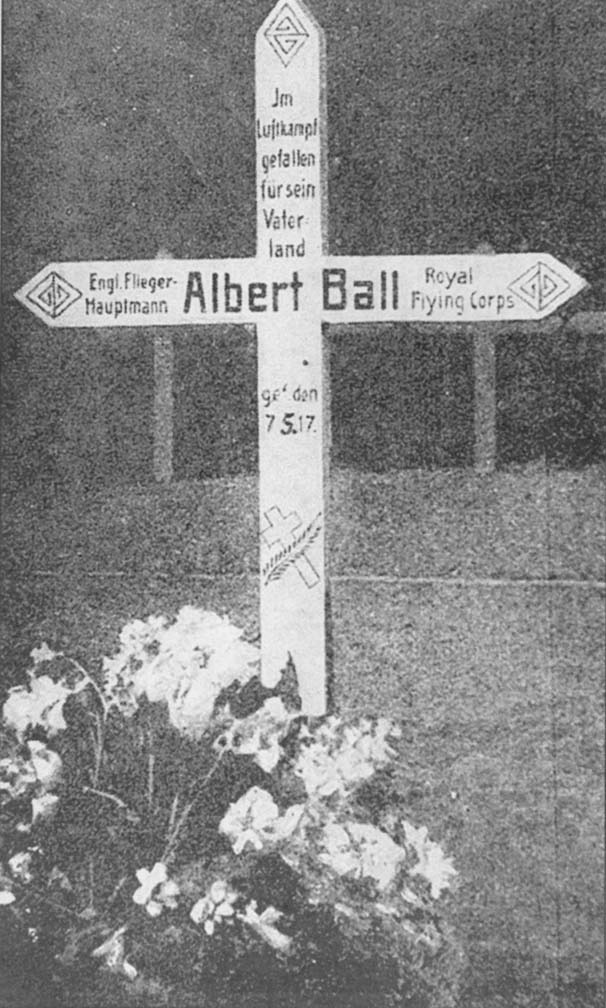 Im
Luftkampf
gefallen
für sein
Vater-
land
Engl. Flieger-
Hauptmann
Albert Ball
Royal
Flying Corps
gef. den
7.5.17.